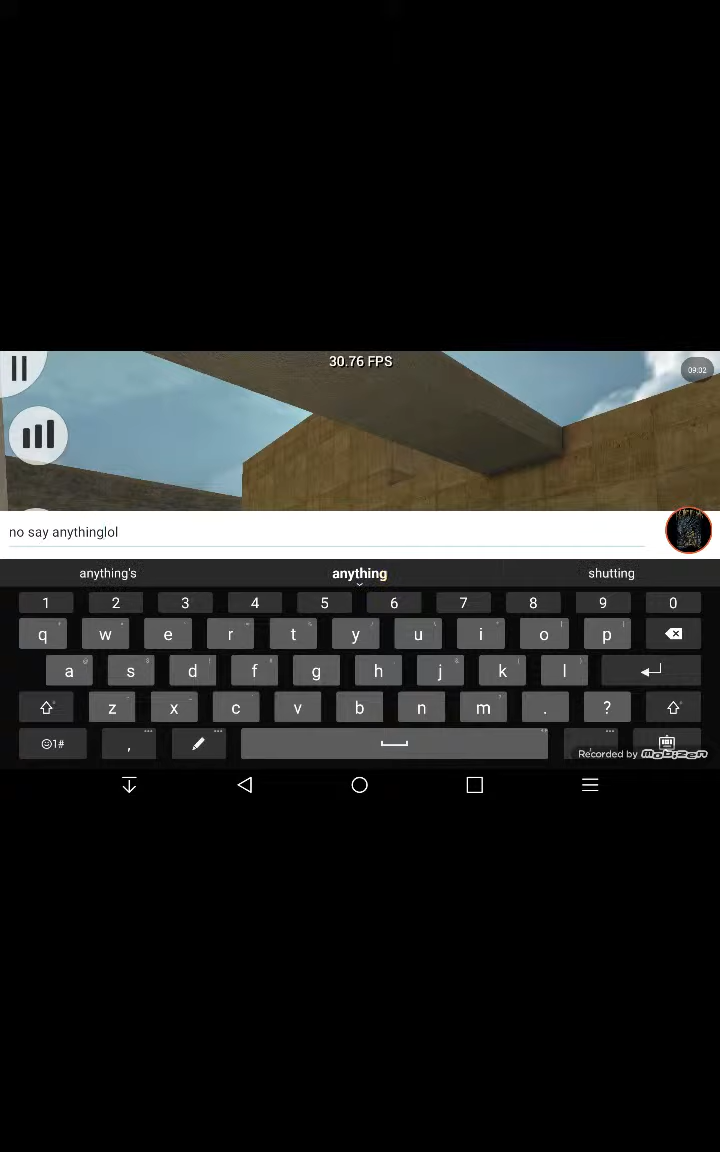 30.76 FPS
09:02
no say anythinglol
anything's anything shutting
1 2 3 4 5 6 7 8 9 0
q w e r t y u i o p
a s d f g h j k l
z x c v b n m . ?
1# ,
Recorded by mobizen